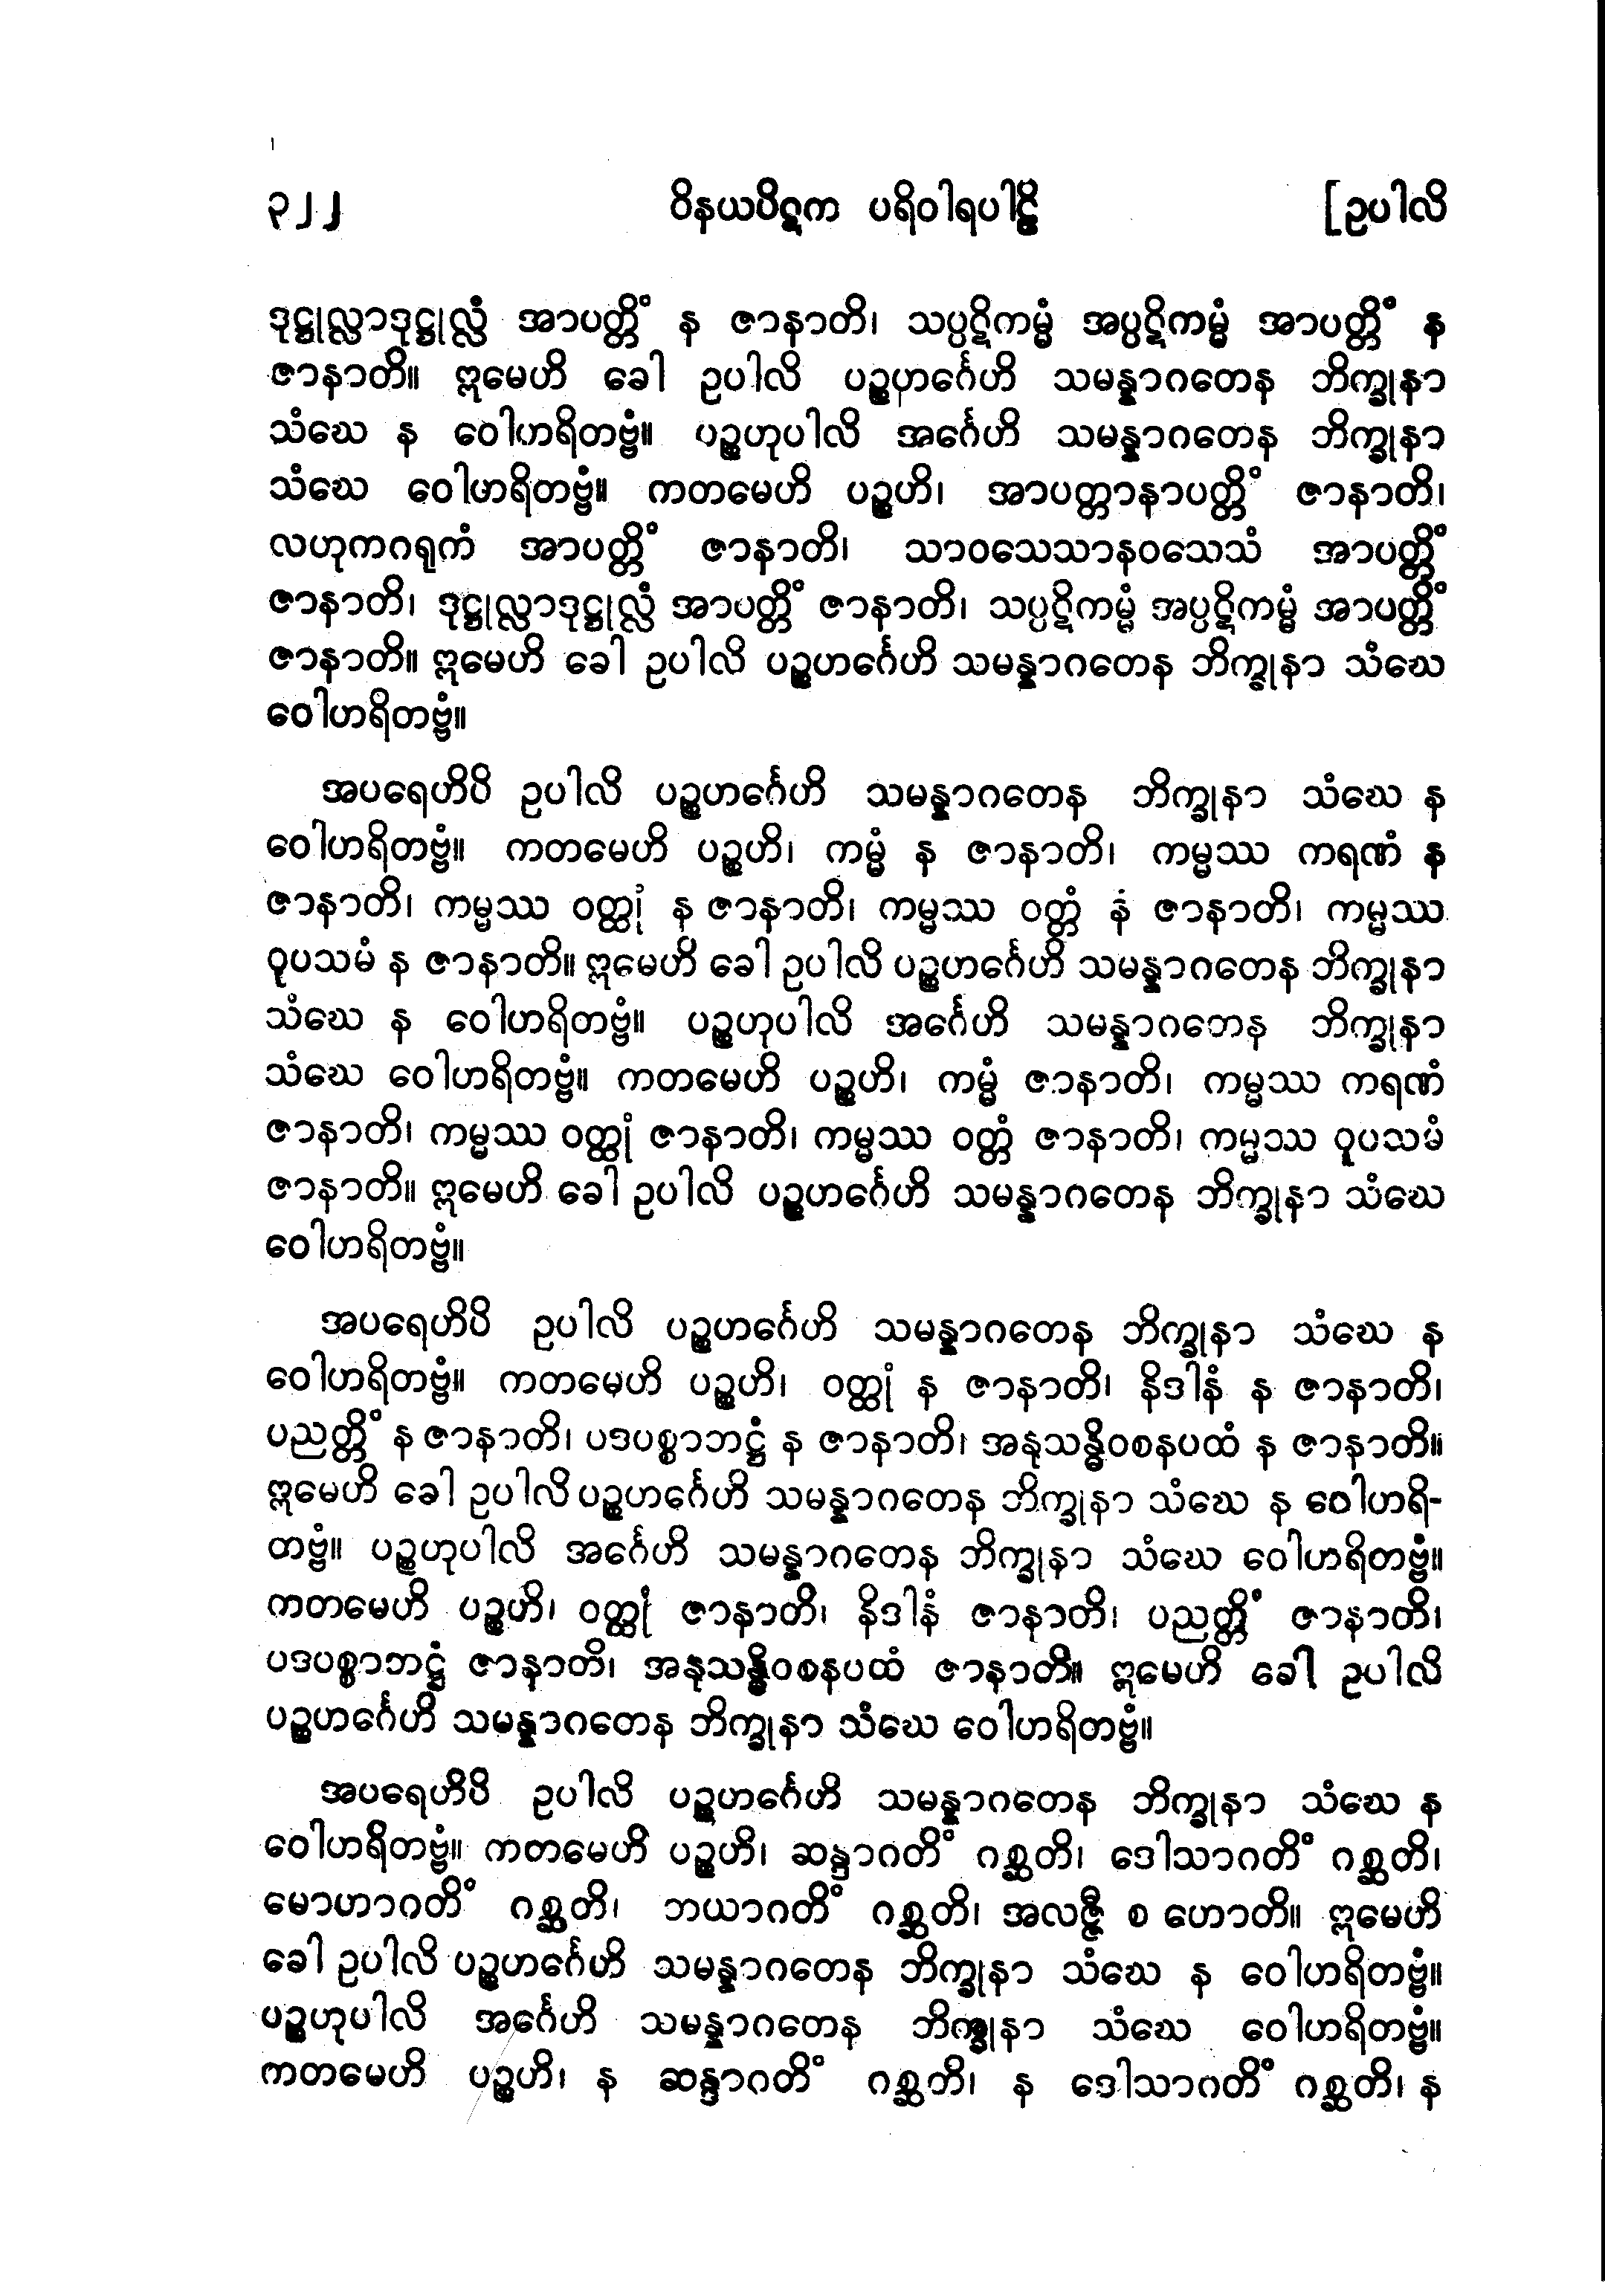 ၃၂၂ ဝိနယပိဋက ပရိဝါရပါဠိ [ဥပါလိ
ဒုဋ္ဌုလ္လာဒုဋ္ဌုလ္လံ အာပတ္တိံ န ဇာနာတိ၊ သပ္ပဋိကမ္မံ အပ္ပဋိကမ္မံ အာပတ္တိံ န
ဇာနာတိ။ ဣမေဟိ ခေါ ဥပါလိ ပဉ္စဟင်္ဂေဟိ သမန္နာဂတေန ဘိက္ခုနာ
သံဃေ န ဝေါဟရိတဗ္ဗံ။ ပဉ္စဟုပါလိ အင်္ဂေဟိ သမန္နာဂတေန ဘိက္ခုနာ
သံဃေ ဝေါဟရိတဗ္ဗံ။ ကတမေဟိ ပဉ္စဟိ၊ အာပတ္တာနာပတ္တိံ ဇာနာတိ၊
လဟုကဂရုကံ အာပတ္တိံ ဇာနာတိ၊ သာဝသေသာနဝသေသံ အာပတ္တိံ
ဇာနာတိ၊ ဒုဋ္ဌုလ္လာဒုဋ္ဌုလ္လံ အာပတ္တိံ ဇာနာတိ၊ သပ္ပဋိကမ္မံ အပ္ပဋိကမ္မံ အာပတ္တိံ
ဇာနာတိ။ ဣမေဟိ ခေါ ဥပါလိ ပဉ္စဟင်္ဂေဟိ သမန္နာဂတေန ဘိက္ခုနာ သံဃေ
ဝေါဟရိတဗ္ဗံ။
အပရေဟိပိ ဥပါလိ ပဉ္စဟင်္ဂေဟိ သမန္နာဂတေန ဘိက္ခုနာ သံဃေ န
ဝေါဟရိတဗ္ဗံ။ ကတမေဟိ ပဉ္စဟိ၊ ကမ္မံ န ဇာနာတိ၊ ကမ္မဿ ကရဏံ န
ဇာနာတိ၊ ကမ္မဿ ဝတ္ထုံ န ဇာနာတိ၊ ကမ္မဿ ဝတ္တံ န ဇာနာတိ၊ ကမ္မဿ
ဝူပသမံ န ဇာနာတိ။ ဣမေဟိ ခေါ ဥပါလိ ပဉ္စဟင်္ဂေဟိ သမန္နာဂတေန ဘိက္ခုနာ
သံဃေ န ဝေါဟရိတဗ္ဗံ။ ပဉ္စဟုပါလိ အင်္ဂေဟိ သမန္နာဂတေန ဘိက္ခုနာ
သံဃေ ဝေါဟရိတဗ္ဗံ။ ကတမေဟိ ပဉ္စဟိ၊ ကမ္မံ ဇာနာတိ၊ ကမ္မဿ ကရဏံ
ဇာနာတိ၊ ကမ္မဿ ဝတ္ထုံ ဇာနာတိ၊ ကမ္မဿ ဝတ္တံ ဇာနာတိ၊ ကမ္မဿ ဝူပသမံ
ဇာနာတိ။ ဣမေဟိ ခေါ ဥပါလိ ပဉ္စဟင်္ဂေဟိ သမန္နာဂတေန ဘိက္ခုနာ သံဃေ
ဝေါဟရိတဗ္ဗံ။
အပရေဟိပိ ဥပါလိ ပဉ္စဟင်္ဂေဟိ သမန္နာဂတေန ဘိက္ခုနာ သံဃေ န
ဝေါဟရိတဗ္ဗံ။ ကတမေဟိ ပဉ္စဟိ၊ ဝတ္ထုံ န ဇာနာတိ၊ နိဒါနံ န ဇာနာတိ၊
ပညတ္တိံ န ဇာနာတိ၊ ပဒပစ္စာဘဋ္ဌံ န ဇာနာတိ၊ အနုသန္ဓိဝစနပထံ န ဇာနာတိ။
ဣမေဟိ ခေါ ဥပါလိ ပဉ္စဟင်္ဂေဟိ သမန္နာဂတေန ဘိက္ခုနာ သံဃေ န ဝေါဟရိ-
တဗ္ဗံ။ ပဉ္စဟုပါလိ အင်္ဂေဟိ သမန္နာဂတေန ဘိက္ခုနာ သံဃေ ဝေါဟရိတဗ္ဗံ။
ကတမေဟိ ပဉ္စဟိ၊ ဝတ္ထုံ ဇာနာတိ၊ နိဒါနံ ဇာနာတိ၊ ပညတ္တိံ ဇာနာတိ၊
ပဒပစ္စာဘဋ္ဌံ ဇာနာတိ၊ အနုသန္ဓိဝစနပထံ ဇာနာတိ။ ဣမေဟိ ခေါ ဥပါလိ
ပဉ္စဟင်္ဂေဟိ သမန္နာဂတေန ဘိက္ခုနာ သံဃေ ဝေါဟရိတဗ္ဗံ။
အပရေဟိပိ ဥပါလိ ပဉ္စဟင်္ဂေဟိ သမန္နာဂတေန ဘိက္ခုနာ သံဃေ န
ဝေါဟရိတဗ္ဗံ။ ကတမေဟိ ပဉ္စဟိ၊ ဆန္ဒာဂတိံ ဂစ္ဆတိ၊ ဒေါသာဂတိံ ဂစ္ဆတိ၊
မောဟာဂတိံ ဂစ္ဆတိ၊ ဘယာဂတိံ ဂစ္ဆတိ၊ အလဇ္ဇီ စ ဟောတိ။ ဣမေဟိ
ခေါ ဥပါလိ ပဉ္စဟင်္ဂေဟိ သမန္နာဂတေန ဘိက္ခုနာ သံဃေ န ဝေါဟရိတဗ္ဗံ။
ပဉ္စဟုပါလိ အင်္ဂေဟိ သမန္နာဂတေန ဘိက္ခုနာ သံဃေ ဝေါဟရိတဗ္ဗံ။
ကတမေဟိ ပဉ္စဟိ၊ န ဆန္ဒာဂတိံ ဂစ္ဆတိ၊ န ဒေါသာဂတိံ ဂစ္ဆတိ၊ န